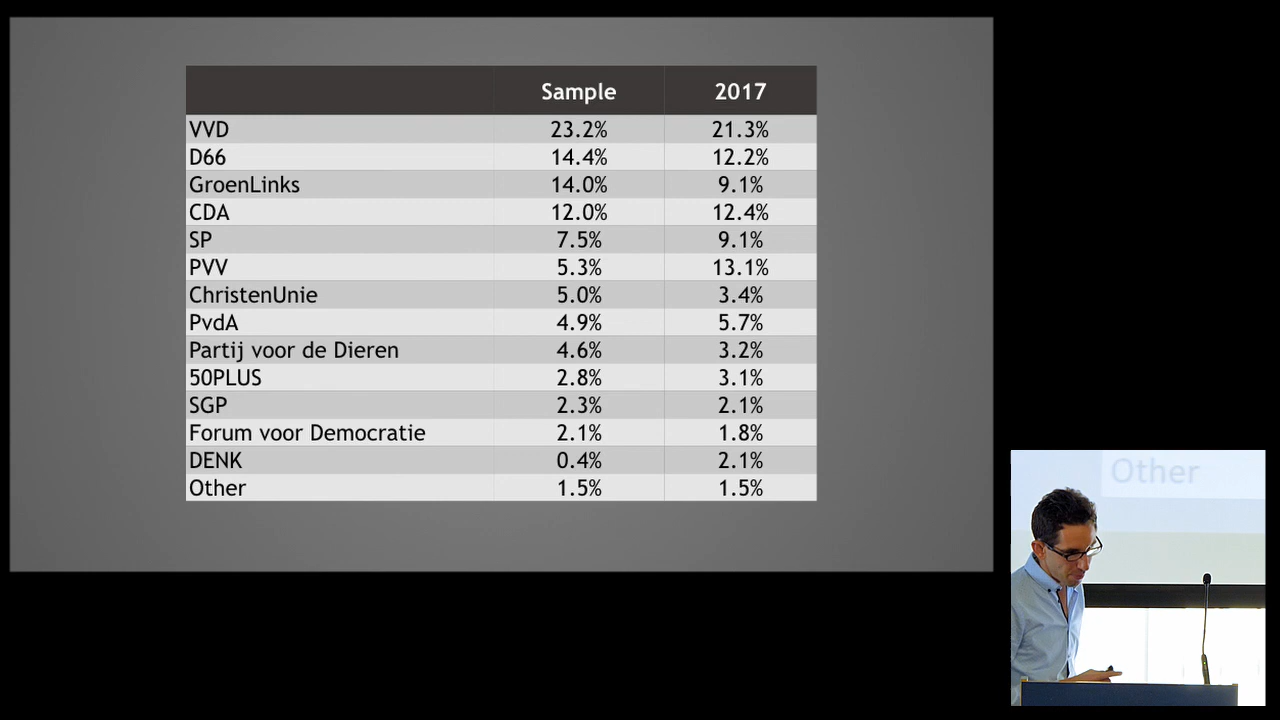 Sample 2017
VVD 23.2% 21.3%
D66 14.4% 12.2%
GroenLinks 14.0% 9.1%
CDA 12.0% 12.4%
SP 7.5% 9.1%
PVV 5.3% 13.1%
ChristenUnie 5.0% 3.4%
PvdA 4.9% 5.7%
Partij voor de Dieren 4.6% 3.2%
50PLUS 2.8% 3.1%
SGP 2.3% 2.1%
Forum voor Democratie 2.1% 1.8%
DENK 0.4% 2.1%
Other 1.5% 1.5%
Other